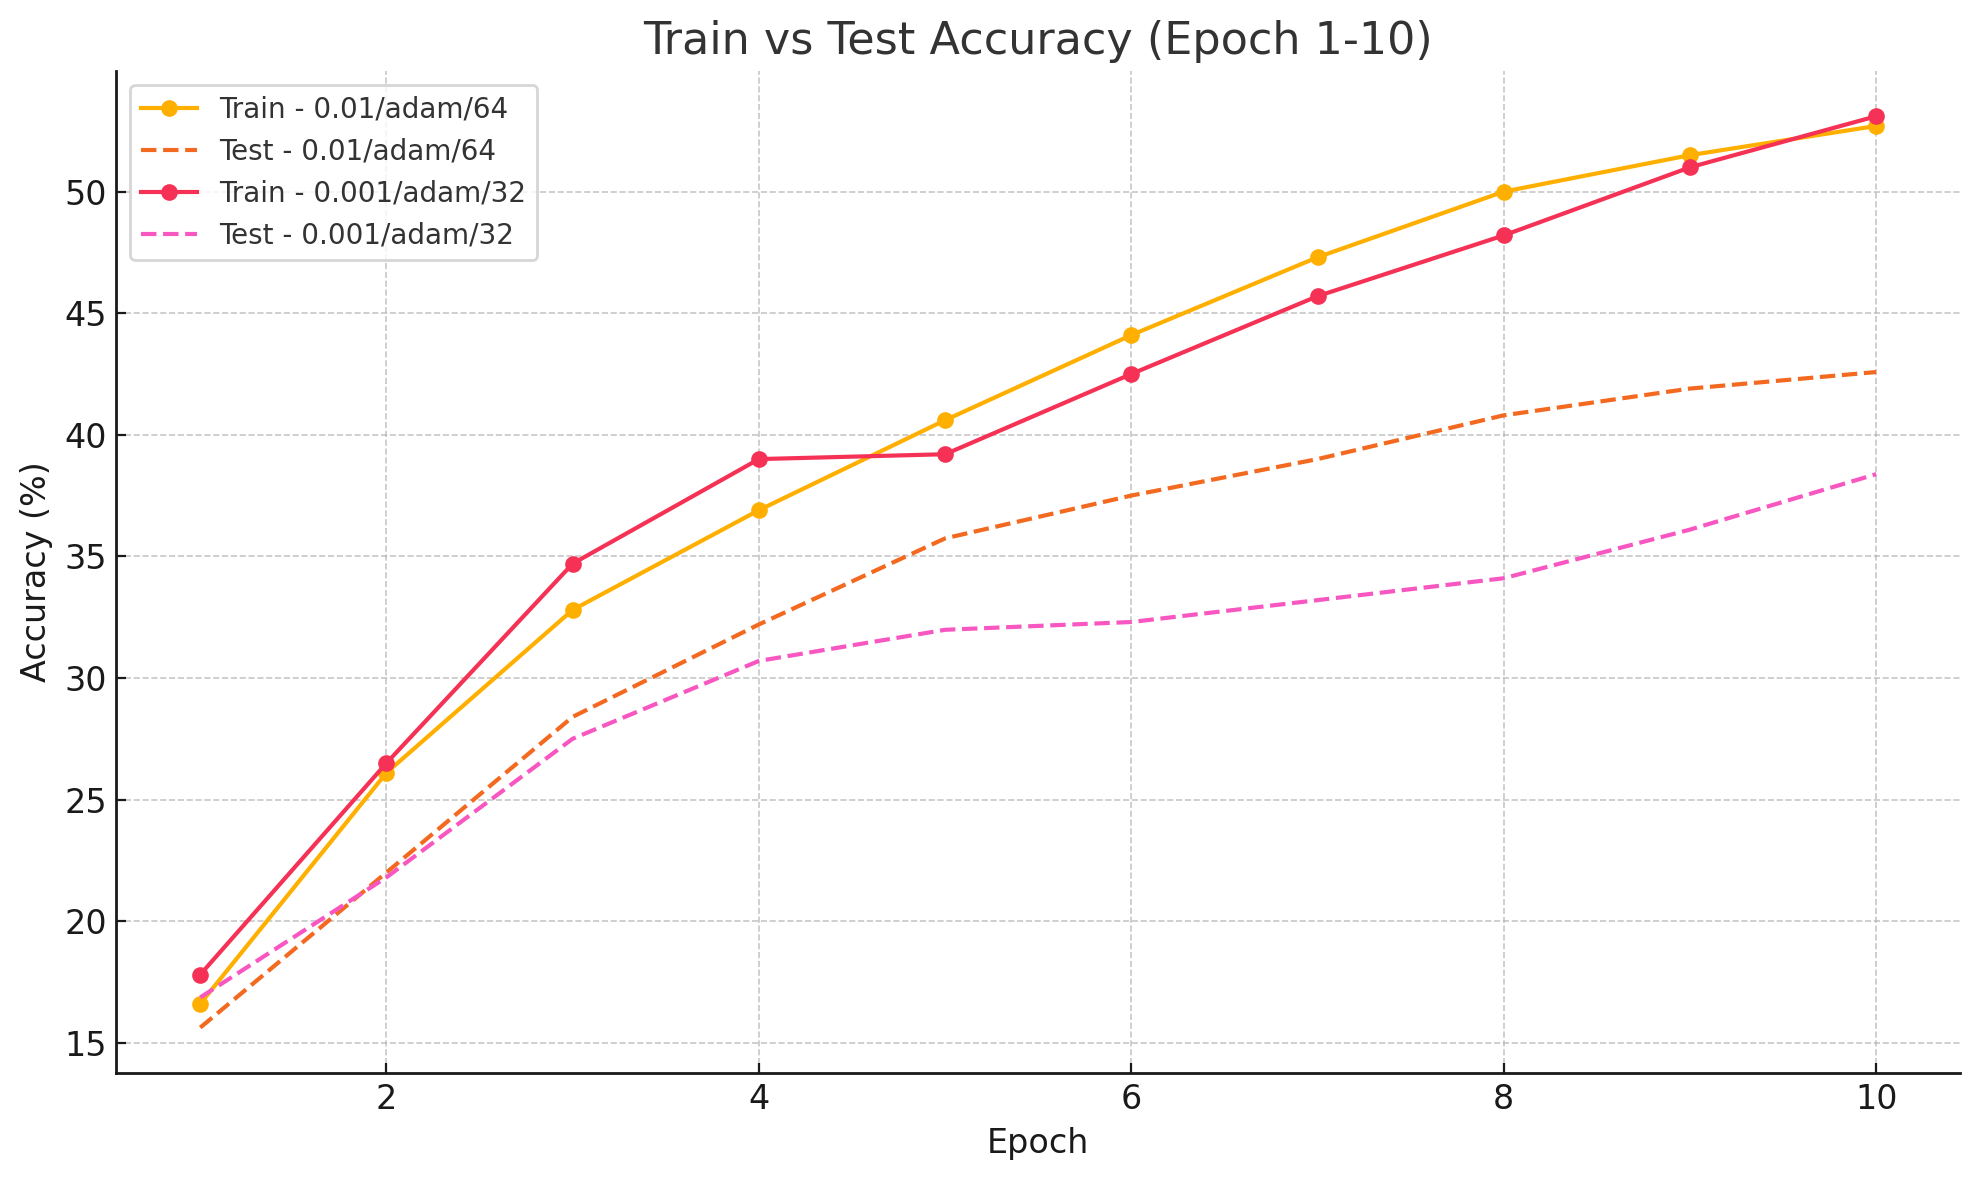 Train vs Test Accuracy (Epoch 1-10)
Train - 0.01/adam/64
Test - 0.01/adam/64
Train - 0.001/adam/32
Test - 0.001/adam/32
Accuracy (%)
50
45
40
35
30
25
20
15
2 4 6 8 10
Epoch